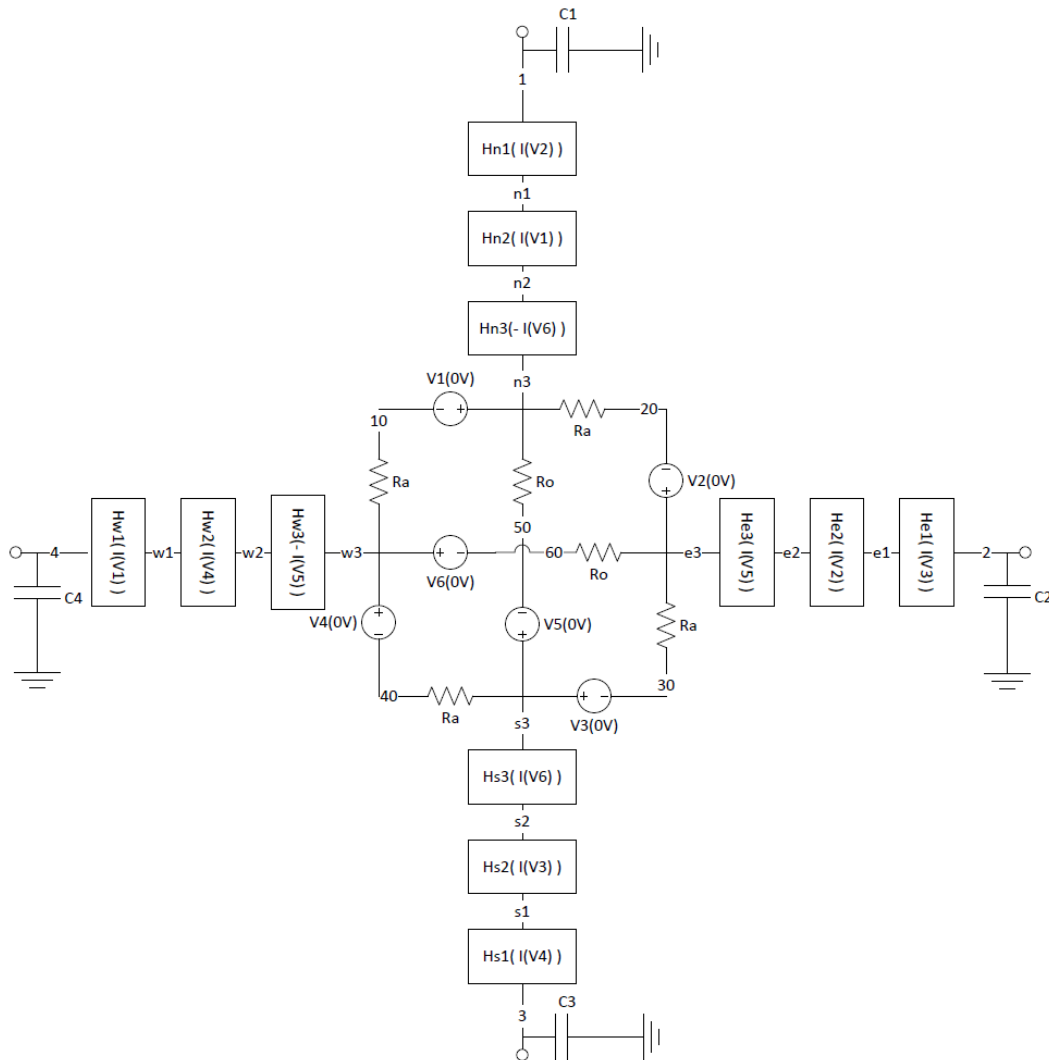 C1
1
Hn1( I(V2) )
n1
Hn2( I(V1) )
n2
Hn3(- I(V6) )
n3
V1(0V)
- +
10
20
Ra
- +
V2(0V)
Ra
Ro
50
4
Hw1( I(V1) )
w1
Hw2( I(V4) )
w2
Hw3(- I(V5))
w3
+ -
V6(0V)
60
Ro
e3
He3( I(V5) )
e2
He2( I(V2) )
e1
He1( I(V3) )
2
C4
C2
+ -
V4(0V)
- +
V5(0V)
Ra
40
Ra
+ -
V3(0V)
30
s3
Hs3( I(V6) )
s2
Hs2( I(V3) )
s1
Hs1( I(V4) )
3
C3